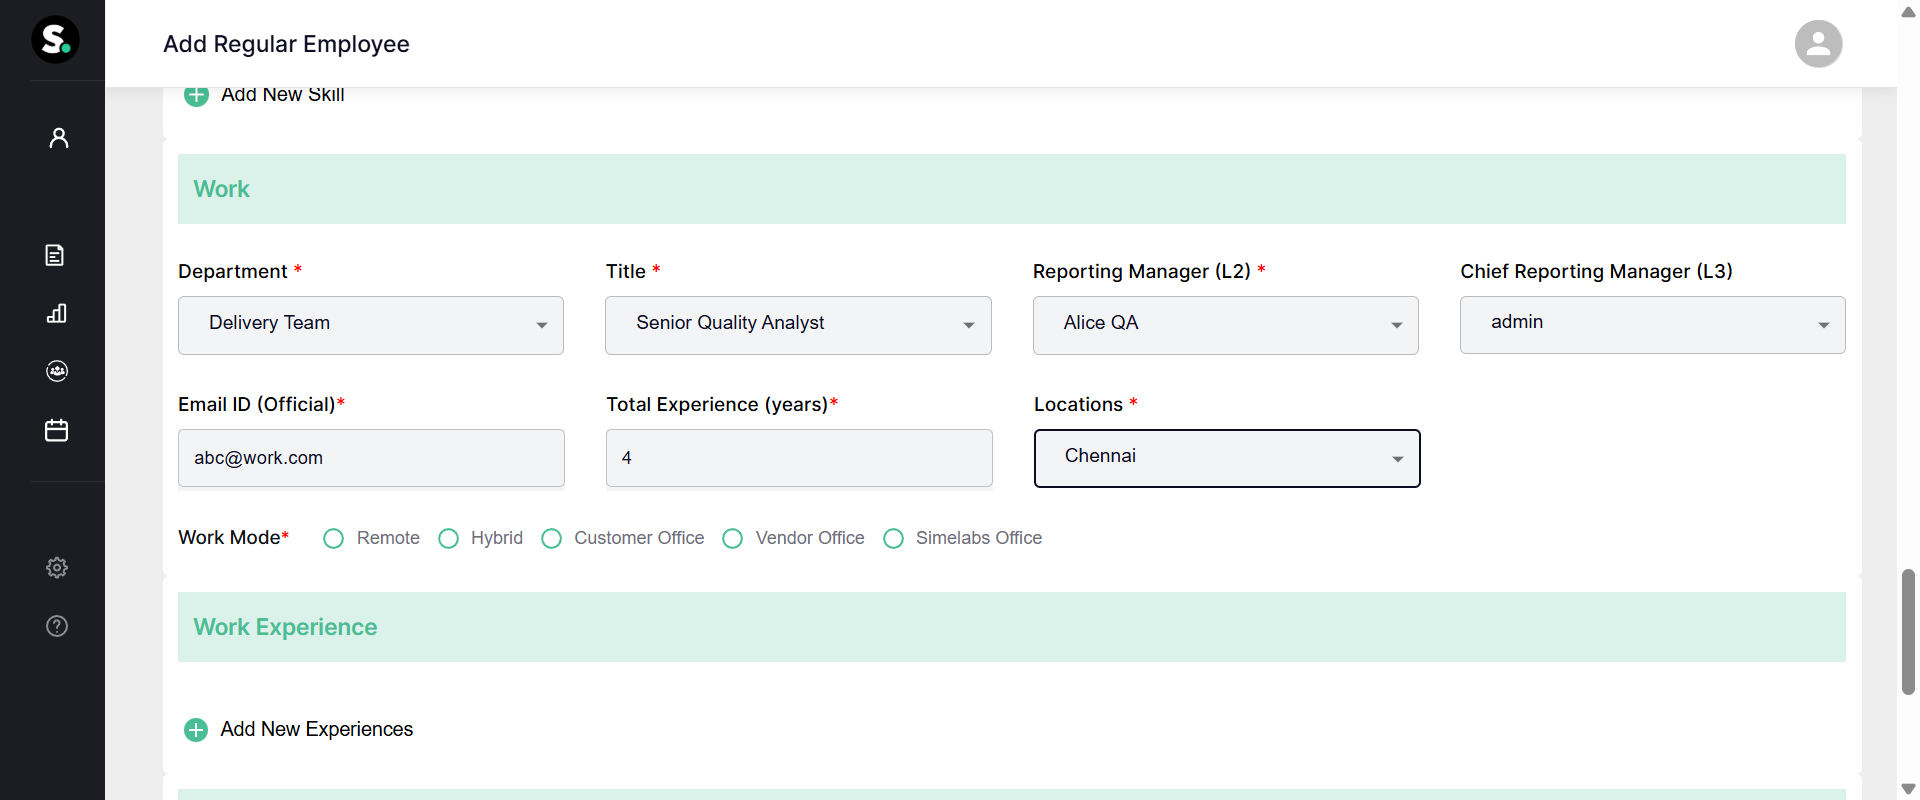 S.
Add Regular Employee
Add New Skill
Work
Department *
Title *
Reporting Manager (L2) *
Chief Reporting Manager (L3)
Delivery Team
Senior Quality Analyst
Alice QA
admin
Email ID (Official)*
Total Experience (years)*
Locations *
abc@work.com
4
Chennai
Work Mode* Remote Hybrid Customer Office Vendor Office Simelabs Office
Work Experience
Add New Experiences